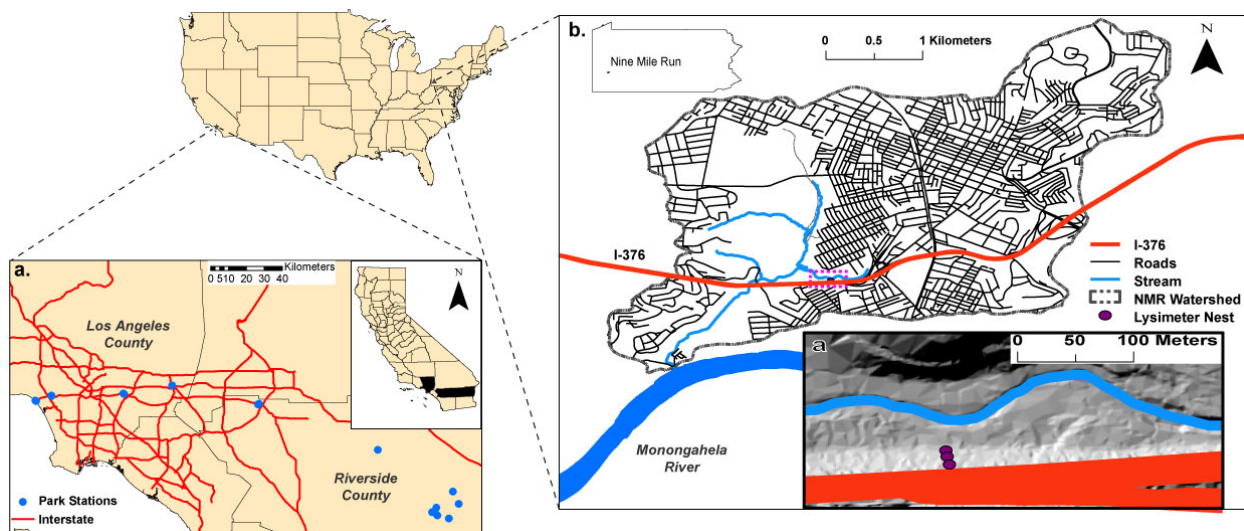 a.
Kilometers
0 5 10 20 30 40
N
Los Angeles
County
Riverside
County
Park Stations
Interstate
b.
Nine Mile Run
0 0.5 1 Kilometers
N
I-376
I-376
Roads
Stream
NMR Watershed
Lysimeter Nest
Monongahela
River
a
0 50 100 Meters